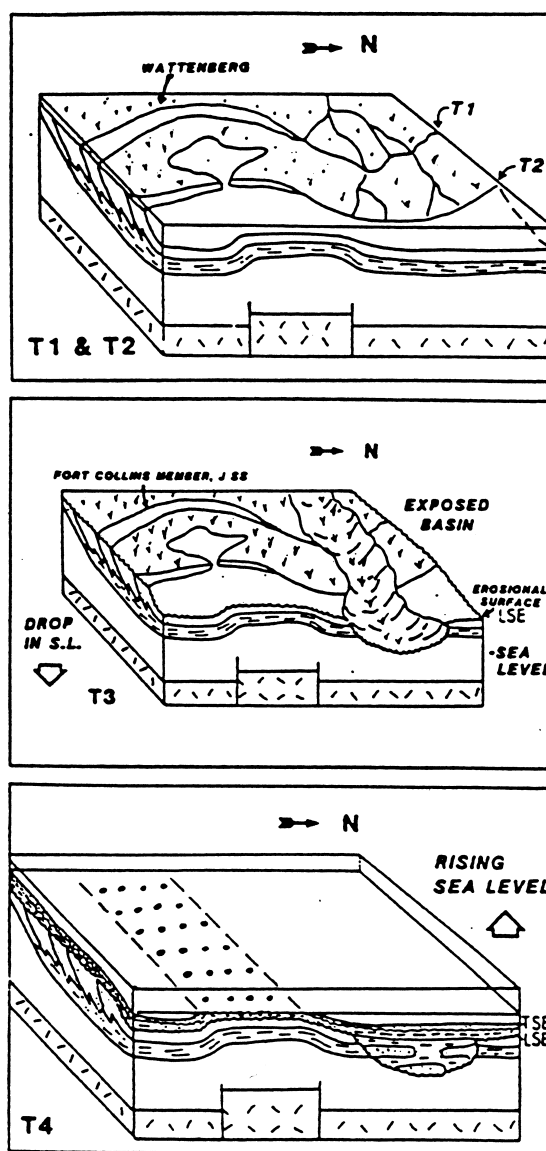 N
WATTENBERG
T1
T2
T1 & T2
N
FORT COLLINS MEMBER, J SS
EXPOSED
BASIN
EROSIONAL
SURFACE
LSE
DROP
IN S.L.
-SEA
LEVEL
T3
N
RISING
SEA LEVEL
TSE
LSE
T4